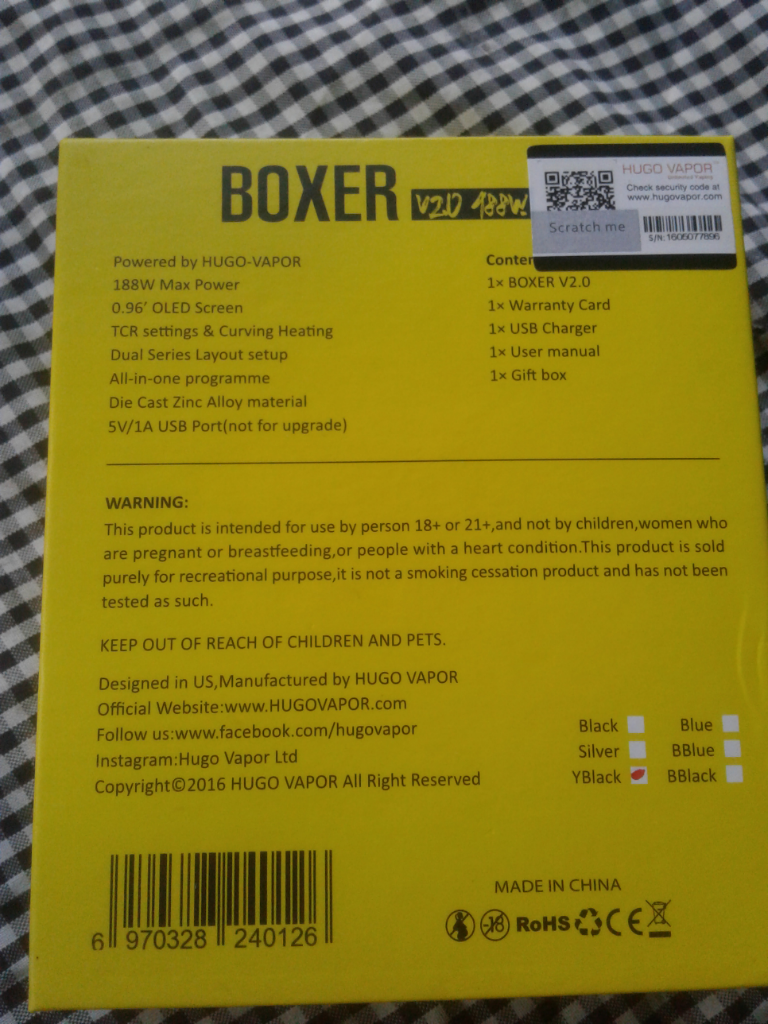 BOXER V2.0 188W
HUGO VAPOR™
Check security code at
www.hugovapor.com
Scratch me
S/N:1605077896
Powered by HUGO-VAPOR
188W Max Power
0.96' OLED Screen
TCR settings & Curving Heating
Dual Series Layout setup
All-in-one programme
Die Cast Zinc Alloy material
5V/1A USB Port(not for upgrade)
Conten
1× BOXER V2.0
1× Warranty Card
1× USB Charger
1× User manual
1× Gift box
WARNING:
This product is intended for use by person 18+ or 21+,and not by children,women who
are pregnant or breastfeeding,or people with a heart condition.This product is sold
purely for recreational purpose,it is not a smoking cessation product and has not been
tested as such.
KEEP OUT OF REACH OF CHILDREN AND PETS.
Designed in US,Manufactured by HUGO VAPOR
Official Website:www.HUGOVAPOR.com
Follow us:www.facebook.com/hugovapor
Instagram:Hugo Vapor Ltd
Copyright©2016 HUGO VAPOR All Right Reserved
Black Blue
Silver BBlue
YBlack BBlack
6 970328 240126
MADE IN CHINA
-18 RoHS CE